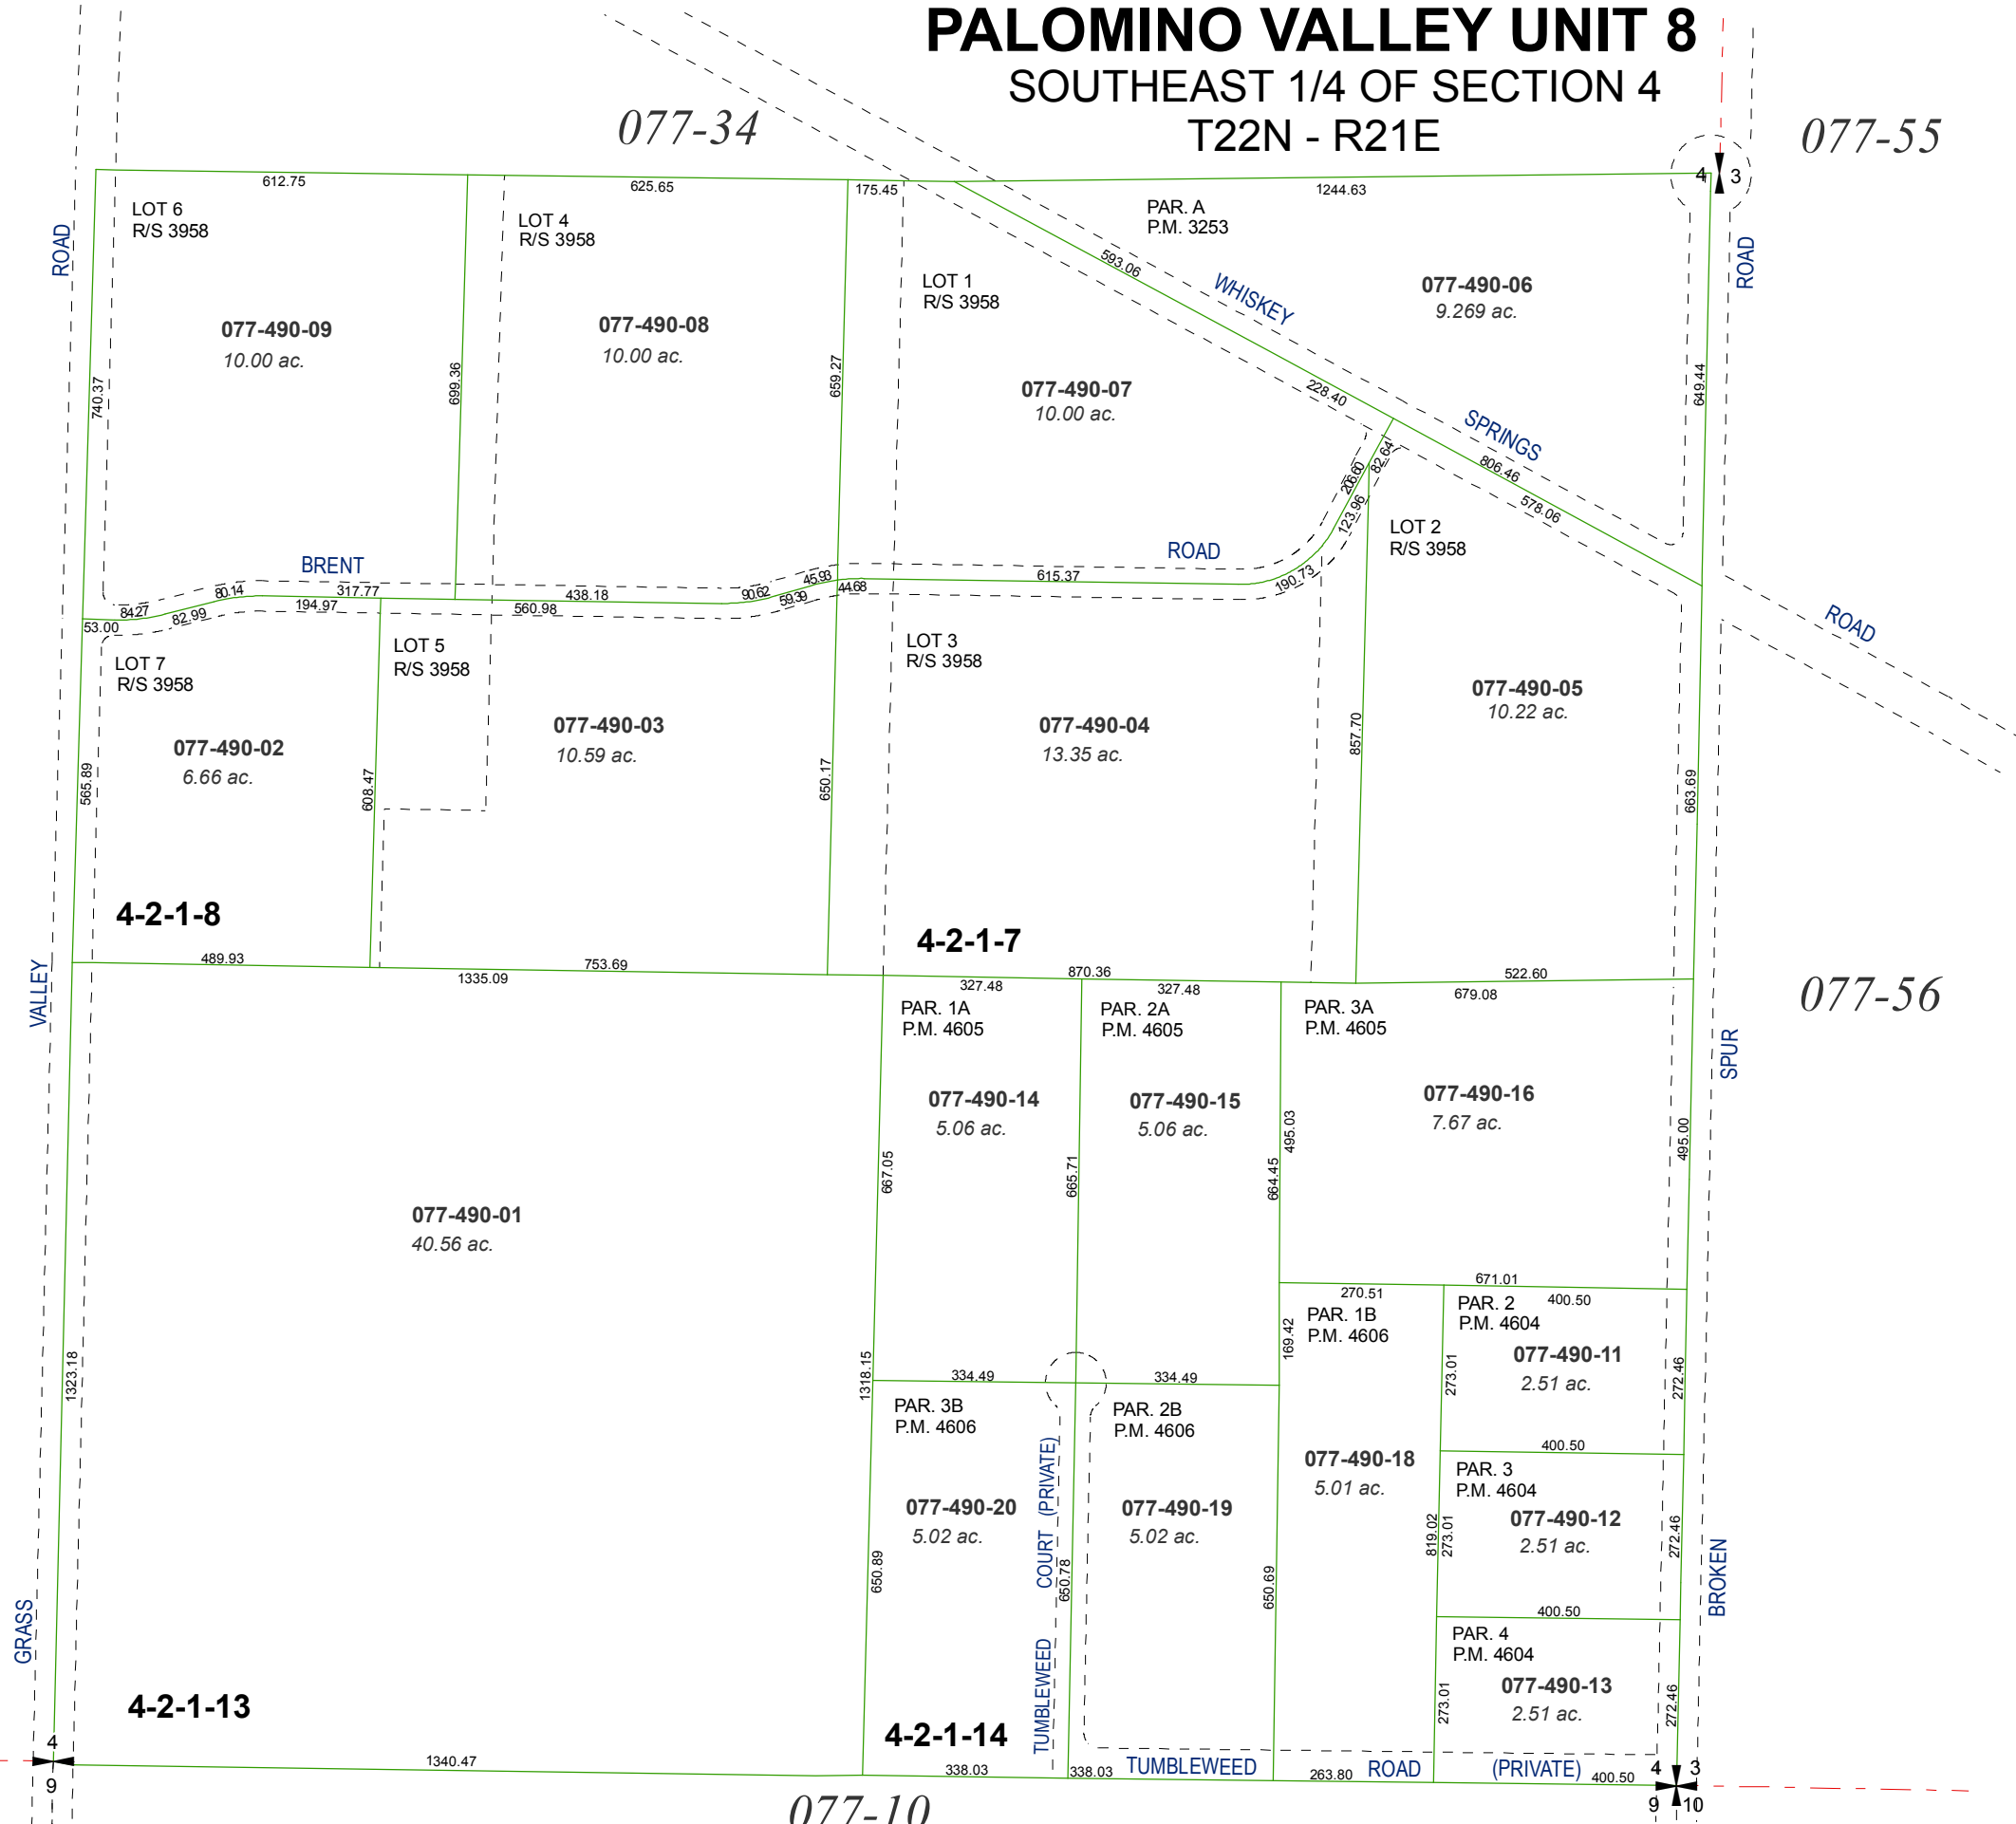 PALOMINO VALLEY UNIT 8
SOUTHEAST 1/4 OF SECTION 4
T22N - R21E
077-34
077-55
612.75
625.65
175.45
1244.63
4
3
LOT 6
R/S 3958
LOT 4
R/S 3958
PAR. A
P.M. 3253
ROAD
ROAD
593.06
LOT 1
R/S 3958
WHISKEY
077-490-06
9.269 ac.
077-490-09
10.00 ac.
077-490-08
10.00 ac.
740.37
699.36
659.27
077-490-07
10.00 ac.
228.40
649.44
SPRINGS
82.64
206.60
806.46
578.06
123.96
LOT 2
R/S 3958
BRENT
ROAD
84.27
80.14
317.77
438.18
90.62
45.93
44.68
615.37
190.73
53.00
82.99
194.97
560.98
59.39
ROAD
LOT 7
R/S 3958
LOT 5
R/S 3958
LOT 3
R/S 3958
077-490-05
10.22 ac.
077-490-02
6.66 ac.
077-490-03
10.59 ac.
077-490-04
13.35 ac.
565.89
608.47
650.17
857.70
663.69
4-2-1-8
4-2-1-7
489.93
753.69
870.36
522.60
1335.09
327.48
327.48
679.08
077-56
VALLEY
SPUR
PAR. 1A
P.M. 4605
PAR. 2A
P.M. 4605
PAR. 3A
P.M. 4605
077-490-14
5.06 ac.
077-490-15
5.06 ac.
077-490-16
7.67 ac.
667.05
665.71
664.45
495.03
495.00
077-490-01
40.56 ac.
671.01
270.51
400.50
PAR. 1B
P.M. 4606
PAR. 2
P.M. 4604
077-490-11
2.51 ac.
169.42
273.01
272.46
1323.18
1318.15
334.49
334.49
PAR. 3B
P.M. 4606
PAR. 2B
P.M. 4606
400.50
077-490-18
5.01 ac.
PAR. 3
P.M. 4604
077-490-12
2.51 ac.
077-490-20
5.02 ac.
077-490-19
5.02 ac.
COURT (PRIVATE)
TUMBLEWEED
650.89
650.78
650.69
819.02
273.01
272.46
BROKEN
GRASS
400.50
PAR. 4
P.M. 4604
077-490-13
2.51 ac.
273.01
272.46
4-2-1-13
4-2-1-14
4
9
1340.47
338.03
338.03
TUMBLEWEED
263.80
ROAD
(PRIVATE)
400.50
4
3
9
10
077-10